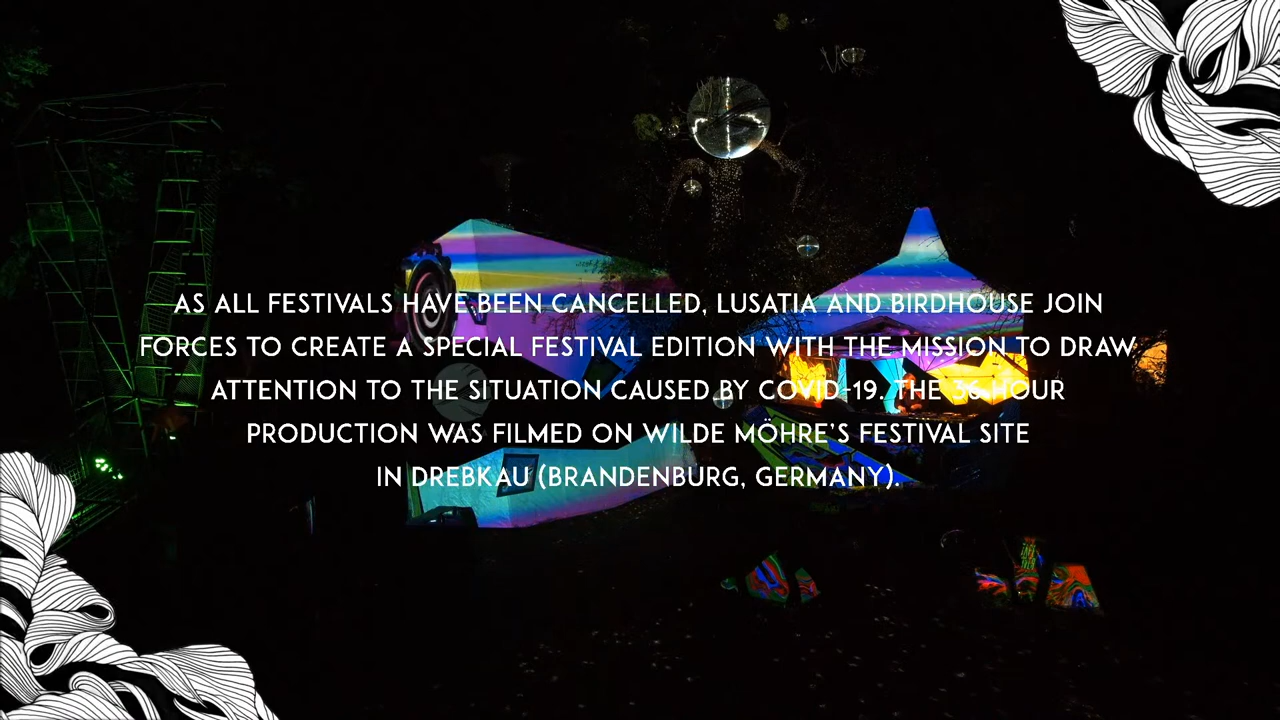 AS ALL FESTIVALS HAVE BEEN CANCELLED, LUSATIA AND BIRDHOUSE JOIN
FORCES TO CREATE A SPECIAL FESTIVAL EDITION WITH THE MISSION TO DRAW
ATTENTION TO THE SITUATION CAUSED BY COVID-19. THE 36-HOUR
PRODUCTION WAS FILMED ON WILDE MÖHRE'S FESTIVAL SITE
IN DREBKAU (BRANDENBURG, GERMANY).